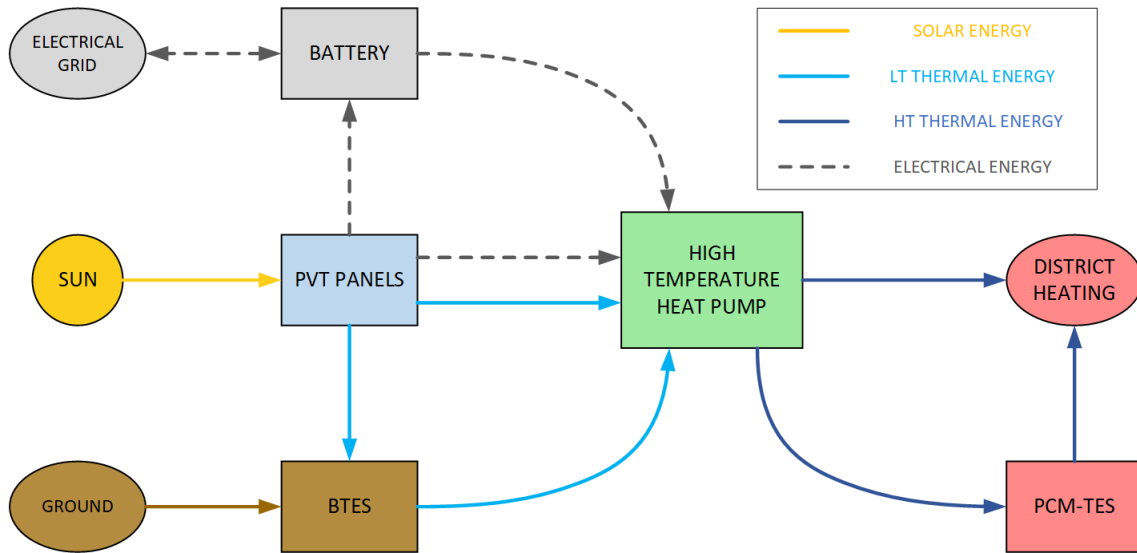 ELECTRICAL
GRID
BATTERY
SOLAR ENERGY
LT THERMAL ENERGY
HT THERMAL ENERGY
ELECTRICAL ENERGY
SUN
PVT PANELS
HIGH
TEMPERATURE
HEAT PUMP
DISTRICT
HEATING
GROUND
BTES
PCM-TES